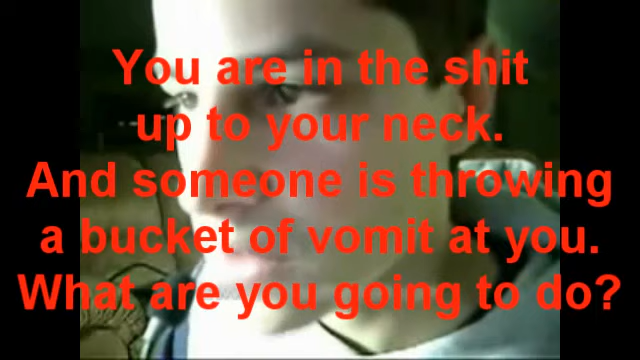 You are in the shit
up to your neck.
And someone is throwing
a bucket of vomit at you.
What are you going to do?